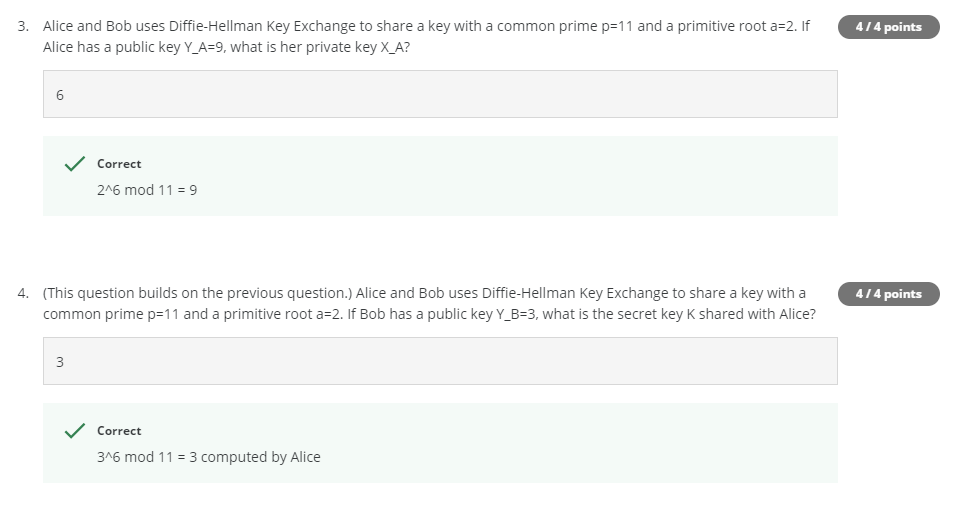 3. Alice and Bob uses Diffie-Hellman Key Exchange to share a key with a common prime p=11 and a primitive root a=2. If
4 / 4 points
Alice has a public key Y_A=9, what is her private key X_A?
6
Correct
2^6 mod 11 = 9
4. (This question builds on the previous question.) Alice and Bob uses Diffie-Hellman Key Exchange to share a key with a
4 / 4 points
common prime p=11 and a primitive root a=2. If Bob has a public key Y_B=3, what is the secret key K shared with Alice?
3
Correct
3^6 mod 11 = 3 computed by Alice